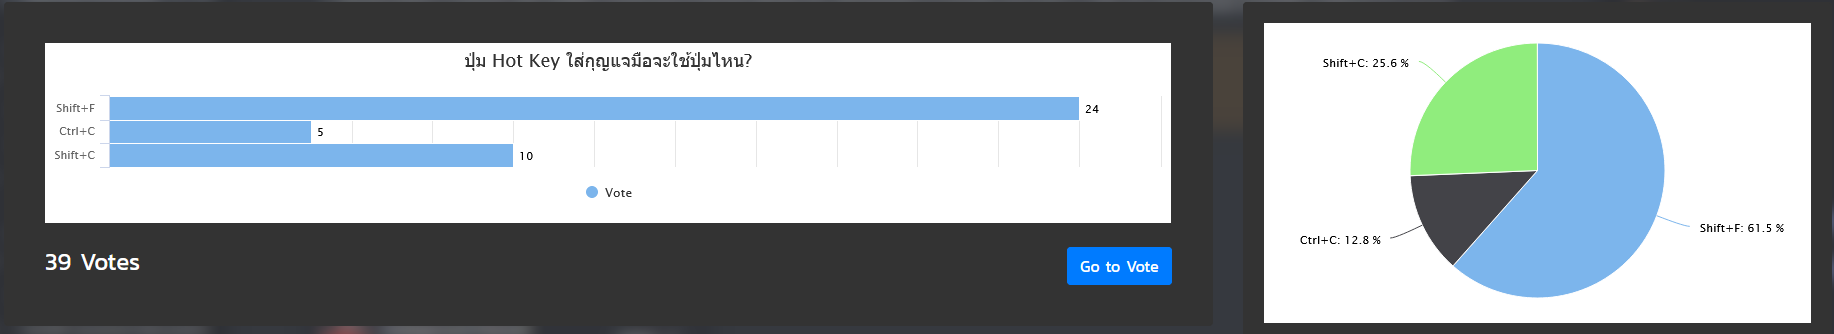 ปุ่ม Hot Key ใส่กุญแจมือจะใช้ปุ่มไหน?
Shift+F
24
Ctrl+C
5
Shift+C
10
Vote
39 Votes
Go to Vote
Shift+C: 25.6 %
Ctrl+C: 12.8 %
Shift+F: 61.5 %